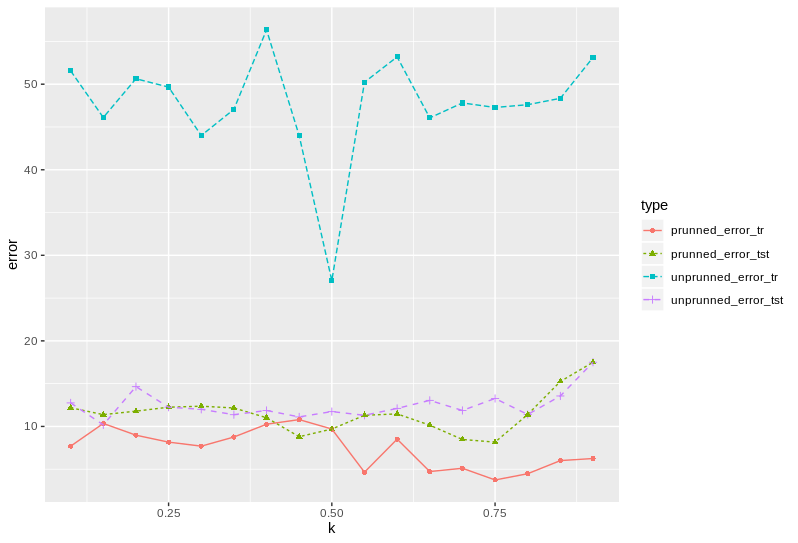 50
40
30
20
10
error
0.25 0.50 0.75
k
type
prunned_error_tr
prunned_error_tst
unprunned_error_tr
unprunned_error_tst